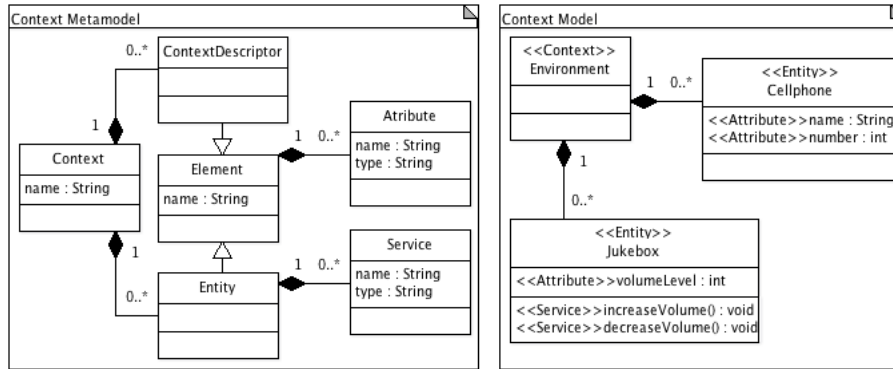 Context Metamodel
ContextDescriptor
0..*
1
Context
name : String
1
0..*
Element
name : String
1
0..*
Atribute
name : String
type : String
Entity
1
0..*
Service
name : String
type : String
Context Model
<<Context>>
Environment
1
0..*
<<Entity>>
Cellphone
<<Attribute>>name : String
<<Attribute>>number : int
1
0..*
<<Entity>>
Jukebox
<<Attribute>>volumeLevel : int
<<Service>>increaseVolume() : void
<<Service>>decreaseVolume() : void